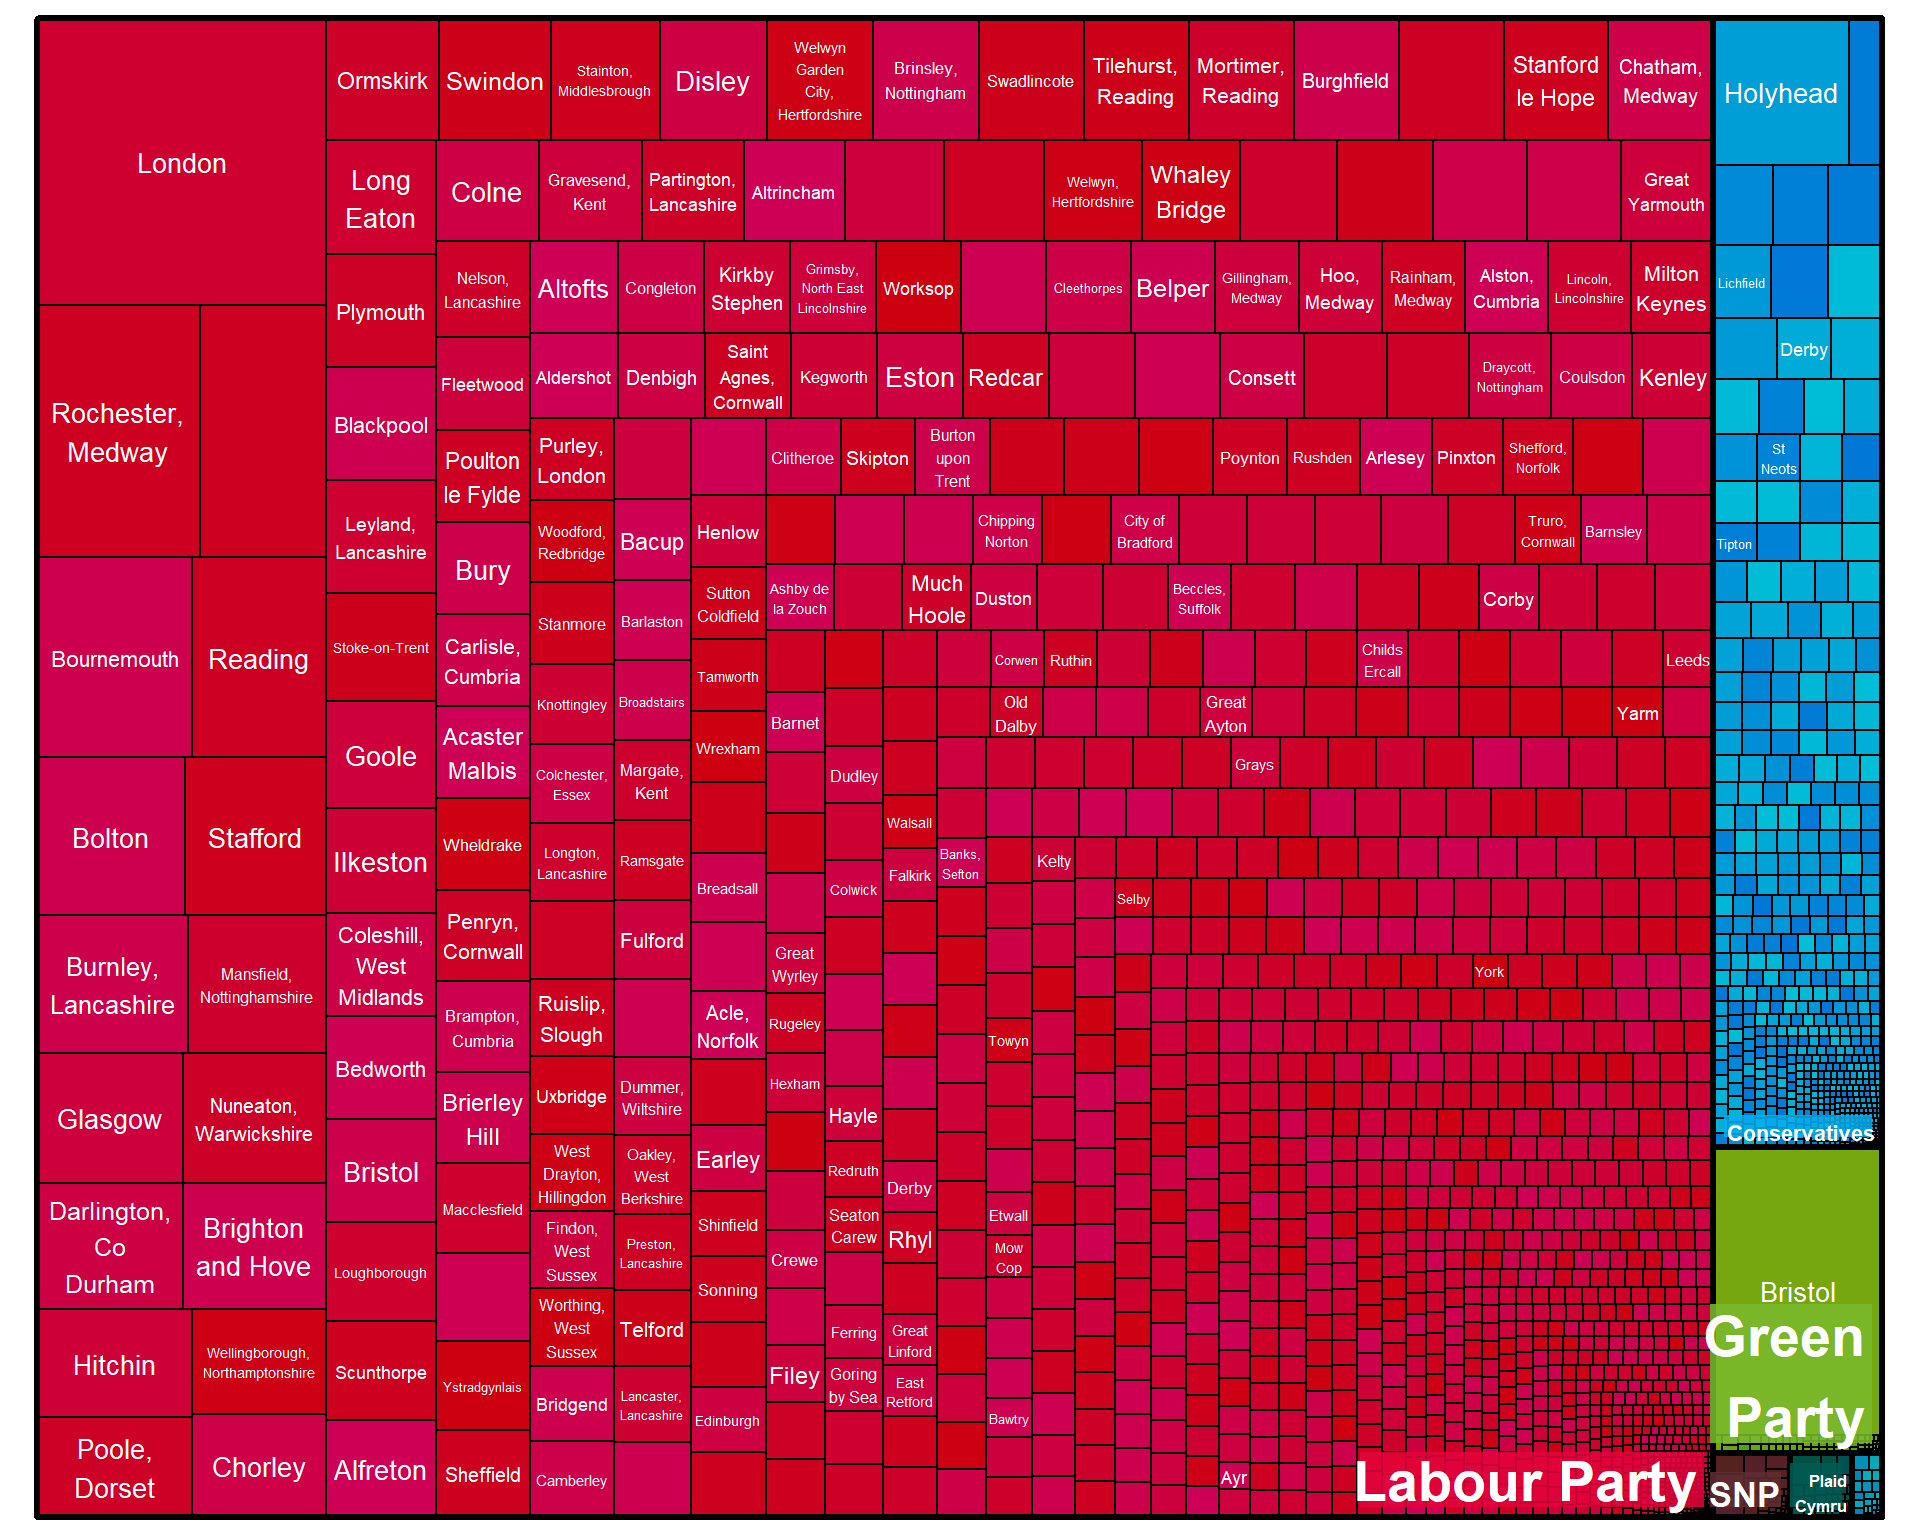 London
Ormskirk
Swindon
Stainton,
Middlesbrough
Disley
Welwyn
Garden
City,
Hertfordshire
Brinsley,
Nottingham
Swadlincote
Tilehurst,
Reading
Mortimer,
Reading
Burghfield
Stanford
le Hope
Chatham,
Medway
Holyhead
Long
Eaton
Colne
Gravesend,
Kent
Partington,
Lancashire
Altrincham
Welwyn,
Hertfordshire
Whaley
Bridge
Great
Yarmouth
Plymouth
Nelson,
Lancashire
Altofts
Congleton
Kirkby
Stephen
Grimsby,
North East
Lincolnshire
Worksop
Cleethorpes
Belper
Gillingham,
Medway
Hoo,
Medway
Rainham,
Medway
Alston,
Cumbria
Lincoln,
Lincolnshire
Milton
Keynes
Lichfield
Rochester,
Medway
Blackpool
Fleetwood
Aldershot
Denbigh
Saint
Agnes,
Cornwall
Kegworth
Eston
Redcar
Consett
Draycott,
Nottingham
Coulsdon
Kenley
Derby
Leyland,
Lancashire
Poulton
le Fylde
Purley,
London
Clitheroe
Skipton
Burton
upon
Trent
Poynton
Rushden
Arlesey
Pinxton
Shefford,
Norfolk
St
Neots
Bury
Woodford,
Redbridge
Bacup
Henlow
Chipping
Norton
City of
Bradford
Truro,
Cornwall
Barnsley
Tipton
Bournemouth
Reading
Stoke-on-Trent
Carlisle,
Cumbria
Stanmore
Barlaston
Sutton
Coldfield
Ashby de
la Zouch
Much
Hoole
Duston
Beccles,
Suffolk
Corby
Knottingley
Broadstairs
Tamworth
Corwen
Ruthin
Childs
Ercall
Leeds
Goole
Acaster
Malbis
Wrexham
Barnet
Old
Dalby
Great
Ayton
Yarm
Colchester,
Essex
Margate,
Kent
Dudley
Grays
Bolton
Stafford
Ilkeston
Wheldrake
Longton,
Lancashire
Ramsgate
Breadsall
Colwick
Walsall
Falkirk
Banks,
Sefton
Kelty
Selby
Burnley,
Lancashire
Mansfield,
Nottinghamshire
Coleshill,
West
Midlands
Penryn,
Cornwall
Fulford
Great
Wyrley
York
Brampton,
Cumbria
Ruislip,
Slough
Acle,
Norfolk
Rugeley
Towyn
Glasgow
Nuneaton,
Warwickshire
Bedworth
Brierley
Hill
Uxbridge
Dummer,
Wiltshire
Hexham
Hayle
Conservatives
Darlington,
Co
Durham
Brighton
and Hove
Bristol
Macclesfield
West
Drayton,
Hillingdon
Oakley,
West
Berkshire
Earley
Redruth
Derby
Shinfield
Seaton
Carew
Rhyl
Etwall
Mow
Cop
Loughborough
Findon,
West
Sussex
Preston,
Lancashire
Crewe
Sonning
Bristol
Hitchin
Wellingborough,
Northamptonshire
Scunthorpe
Ystradgynlais
Worthing,
West
Sussex
Telford
Ferring
Great
Linford
Green
Party
Filey
Goring
by Sea
East
Retford
Bridgend
Lancaster,
Lancashire
Edinburgh
Bawtry
Poole,
Dorset
Chorley
Alfreton
Sheffield
Camberley
Ayr
Labour Party
SNP
Plaid
Cymru